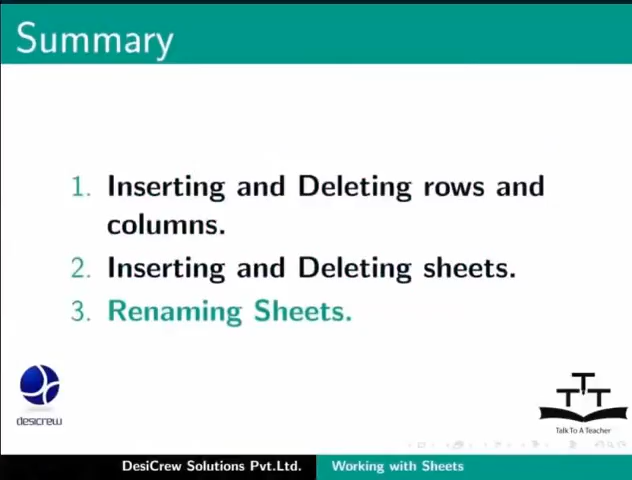 Summary
1. Inserting and Deleting rows and
columns.
2. Inserting and Deleting sheets.
3. Renaming Sheets.
desicrew
TTT
Talk To A Teacher
DesiCrew Solutions Pvt.Ltd. Working with Sheets